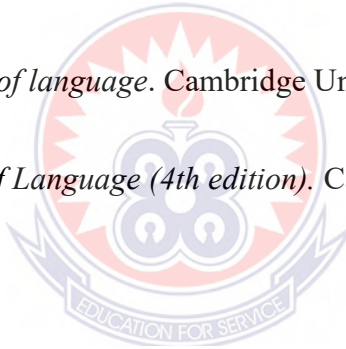 of language. Cambridge Un
f Language (4th edition). C
EDUCATION FOR SERVICE